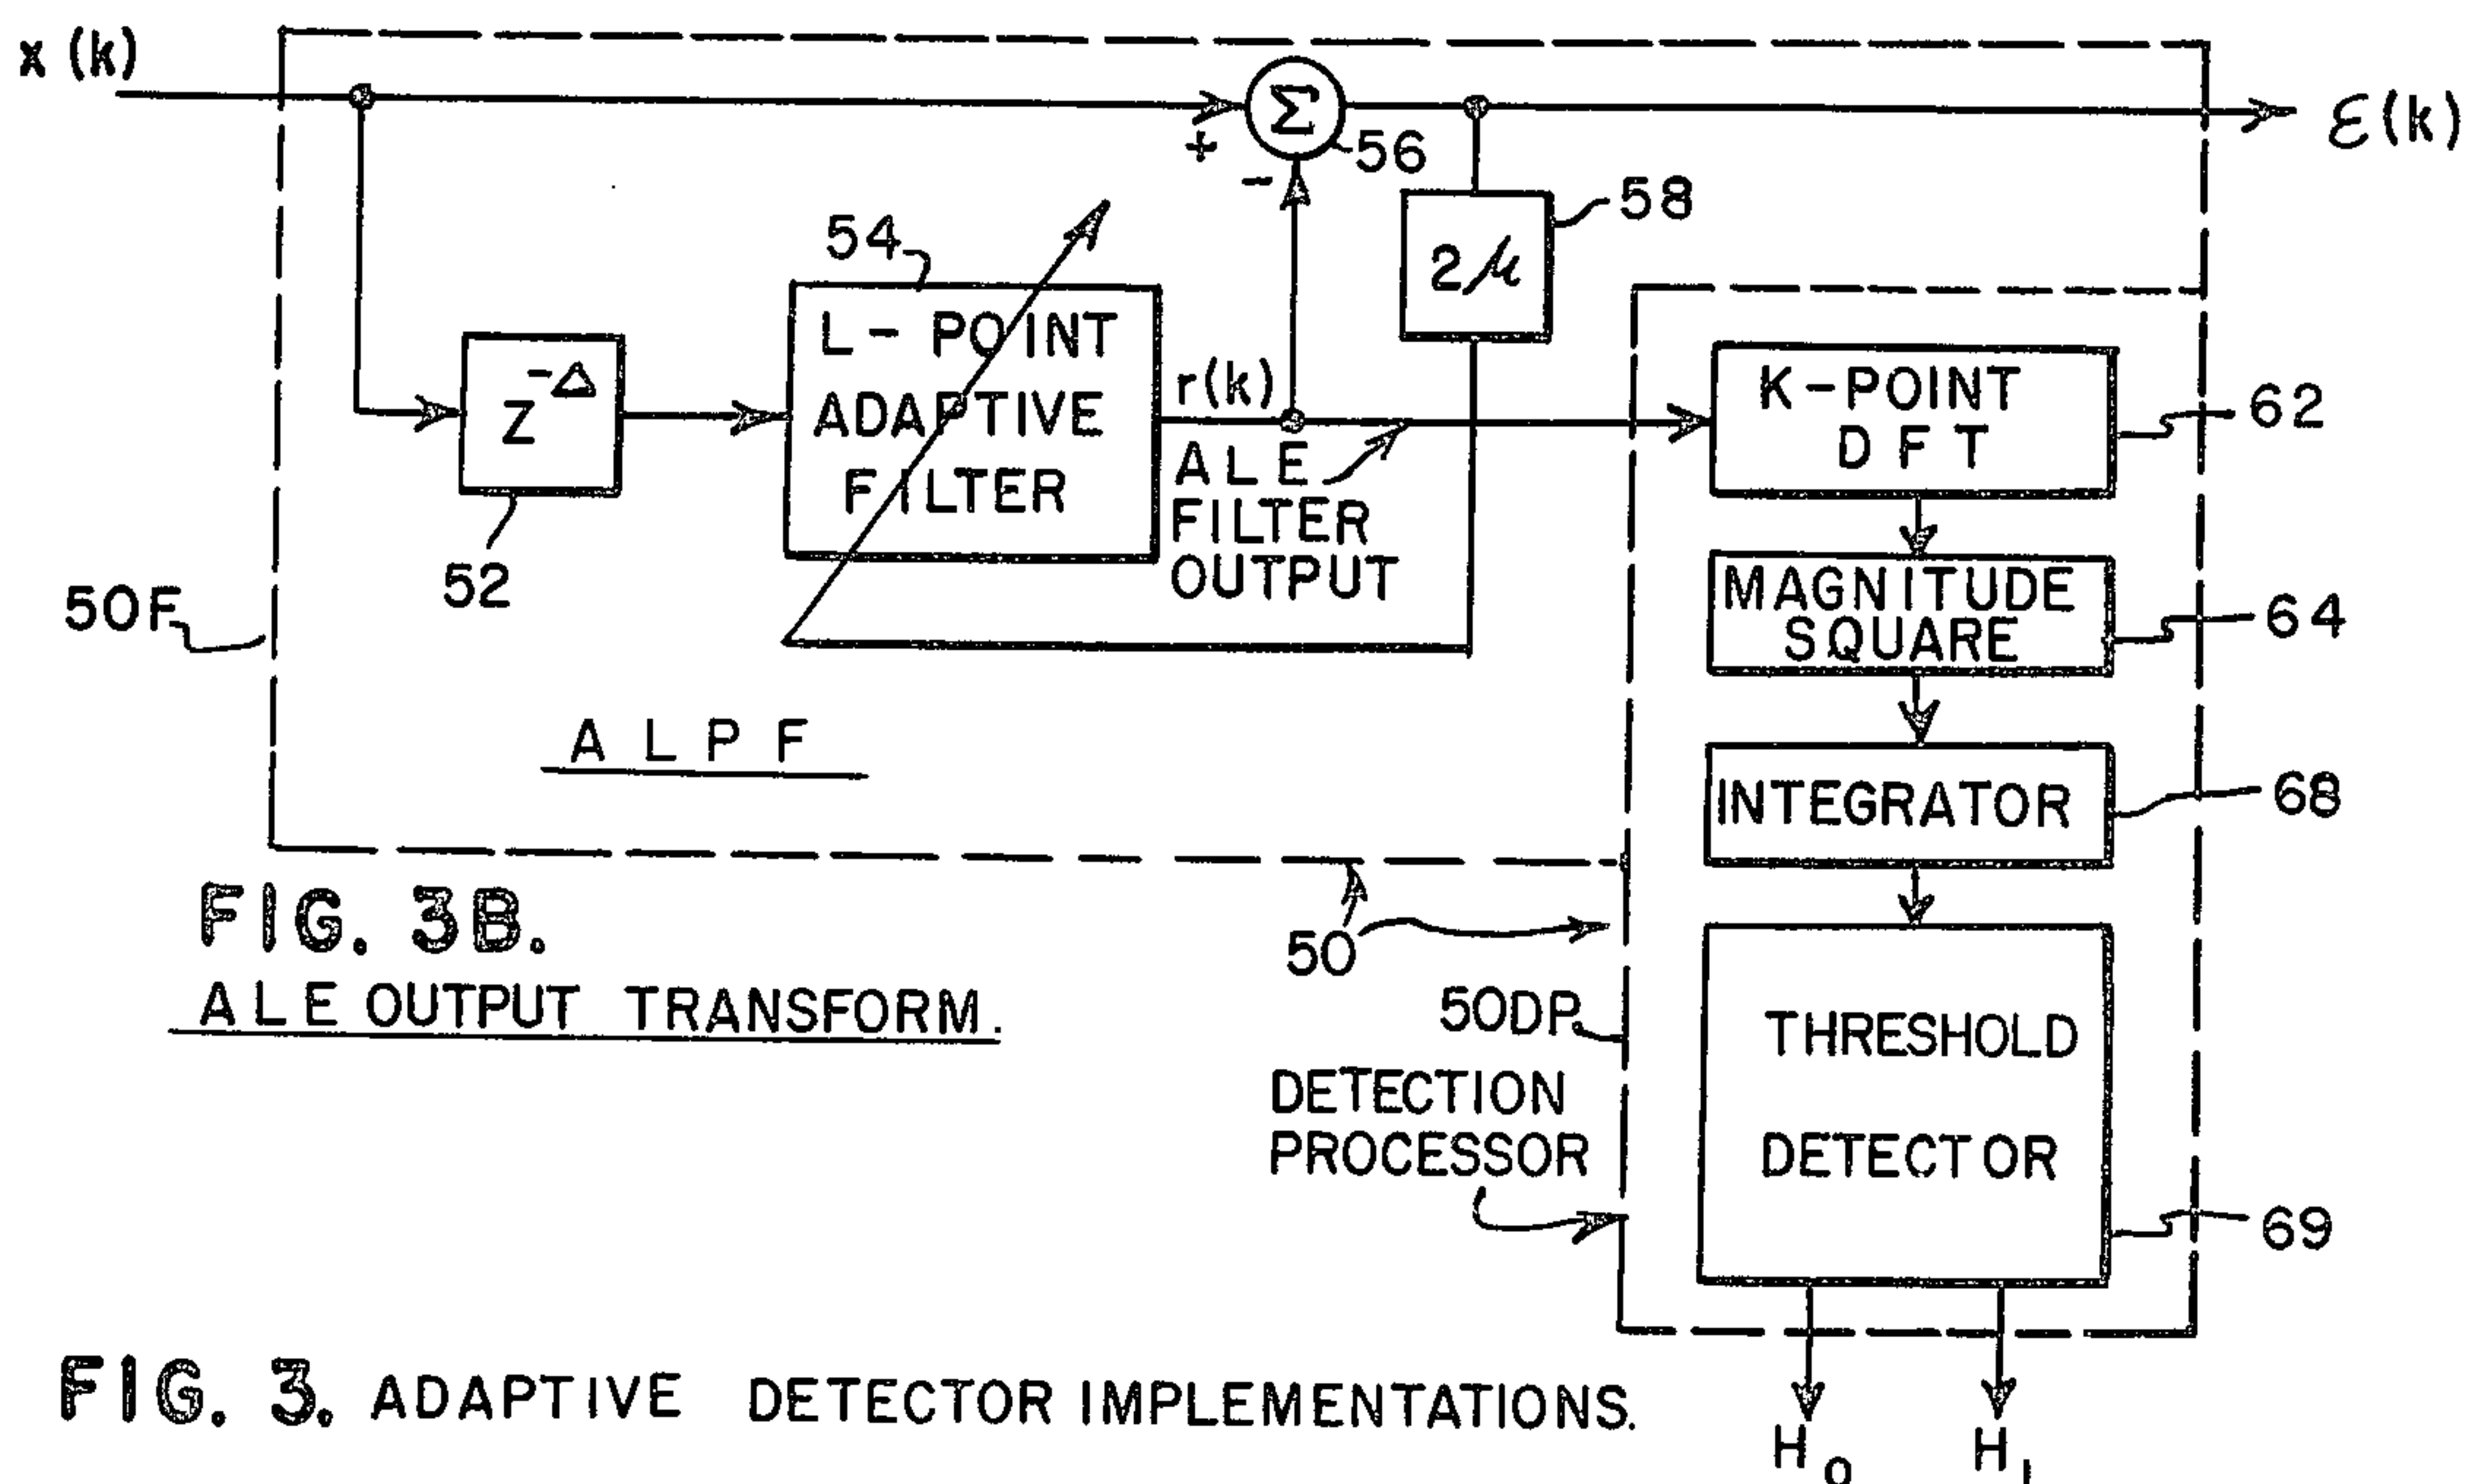 x (k)
Σ
+
-
56
ε(k)
58
2μ
54
L - POINT
ADAPTIVE
FILTER
Z^-Δ
52
r(k)
ALE
FILTER
OUTPUT
K-POINT
DFT
62
MAGNITUDE
SQUARE
64
INTEGRATOR
68
50F
ALPF
FIG. 3B.
ALE OUTPUT TRANSFORM.
50
50DP
DETECTION
PROCESSOR
THRESHOLD
DETECTOR
69
FIG. 3. ADAPTIVE DETECTOR IMPLEMENTATIONS.
H0
H1